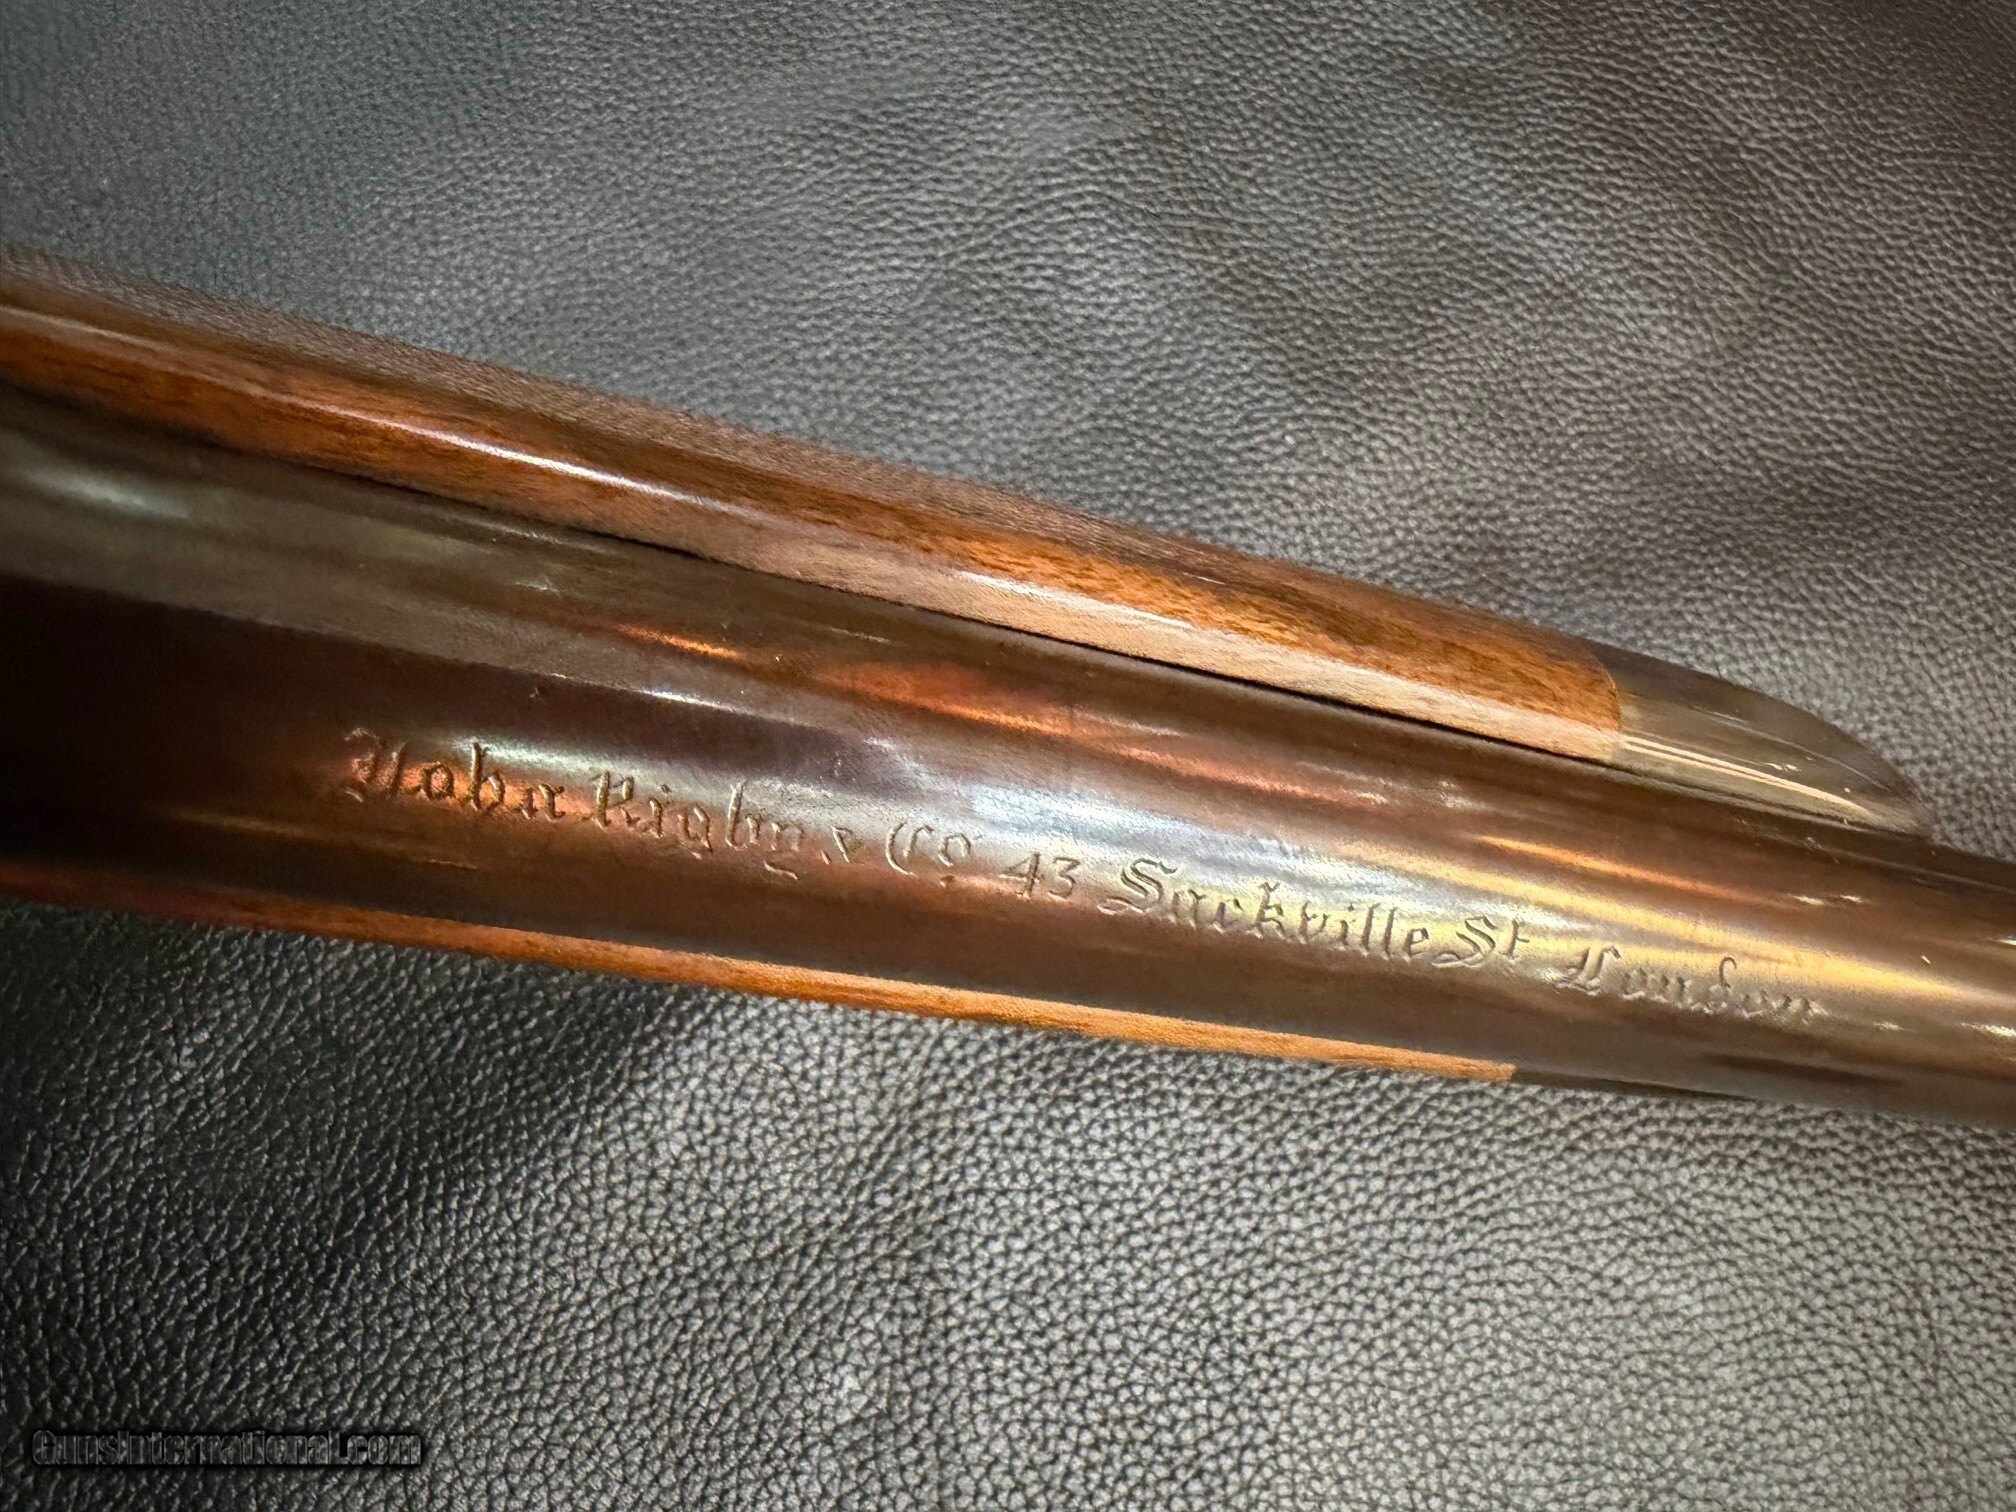 John Rigby & Co. 43 Sackville St London
GunsInternational.com